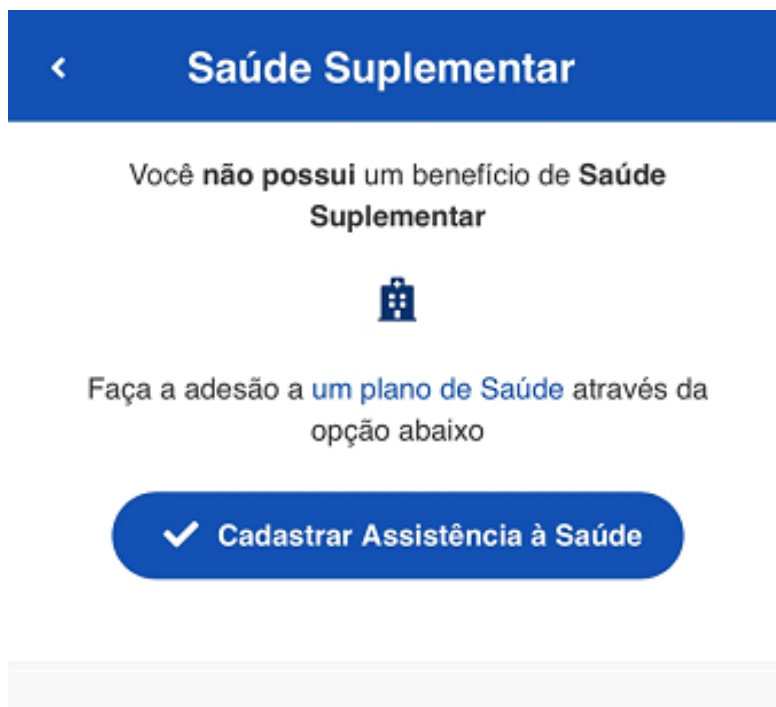 Saúde Suplementar
Você não possui um benefício de Saúde
Suplementar
Faça a adesão a um plano de Saúde através da
opção abaixo
Cadastrar Assistência à Saúde